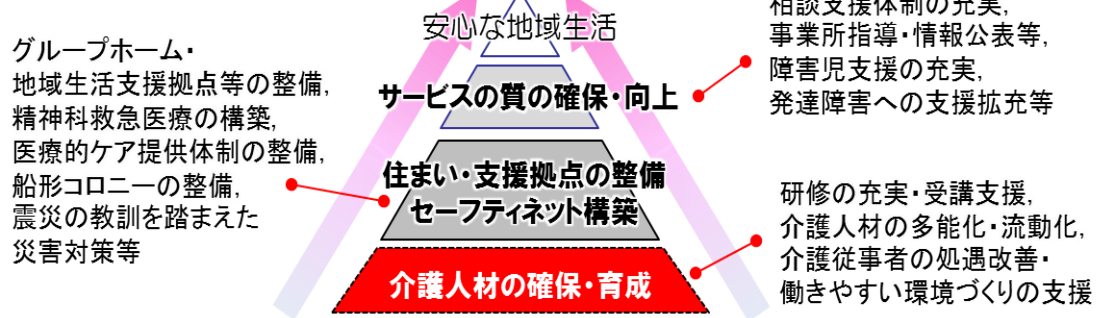 安心な地域生活
サービスの質の確保・向上
住まい・支援拠点の整備
セーフティネット構築
介護人材の確保・育成
グループホーム・
地域生活支援拠点等の整備,
精神科救急医療の構築,
医療的ケア提供体制の整備,
船形コロニーの整備,
震災の教訓を踏まえた
災害対策等
相談支援体制の充実,
事業所指導・情報公表等,
障害児支援の充実,
発達障害への支援拡充等
研修の充実・受講支援,
介護人材の多能化・流動化,
介護従事者の処遇改善・
働きやすい環境づくりの支援